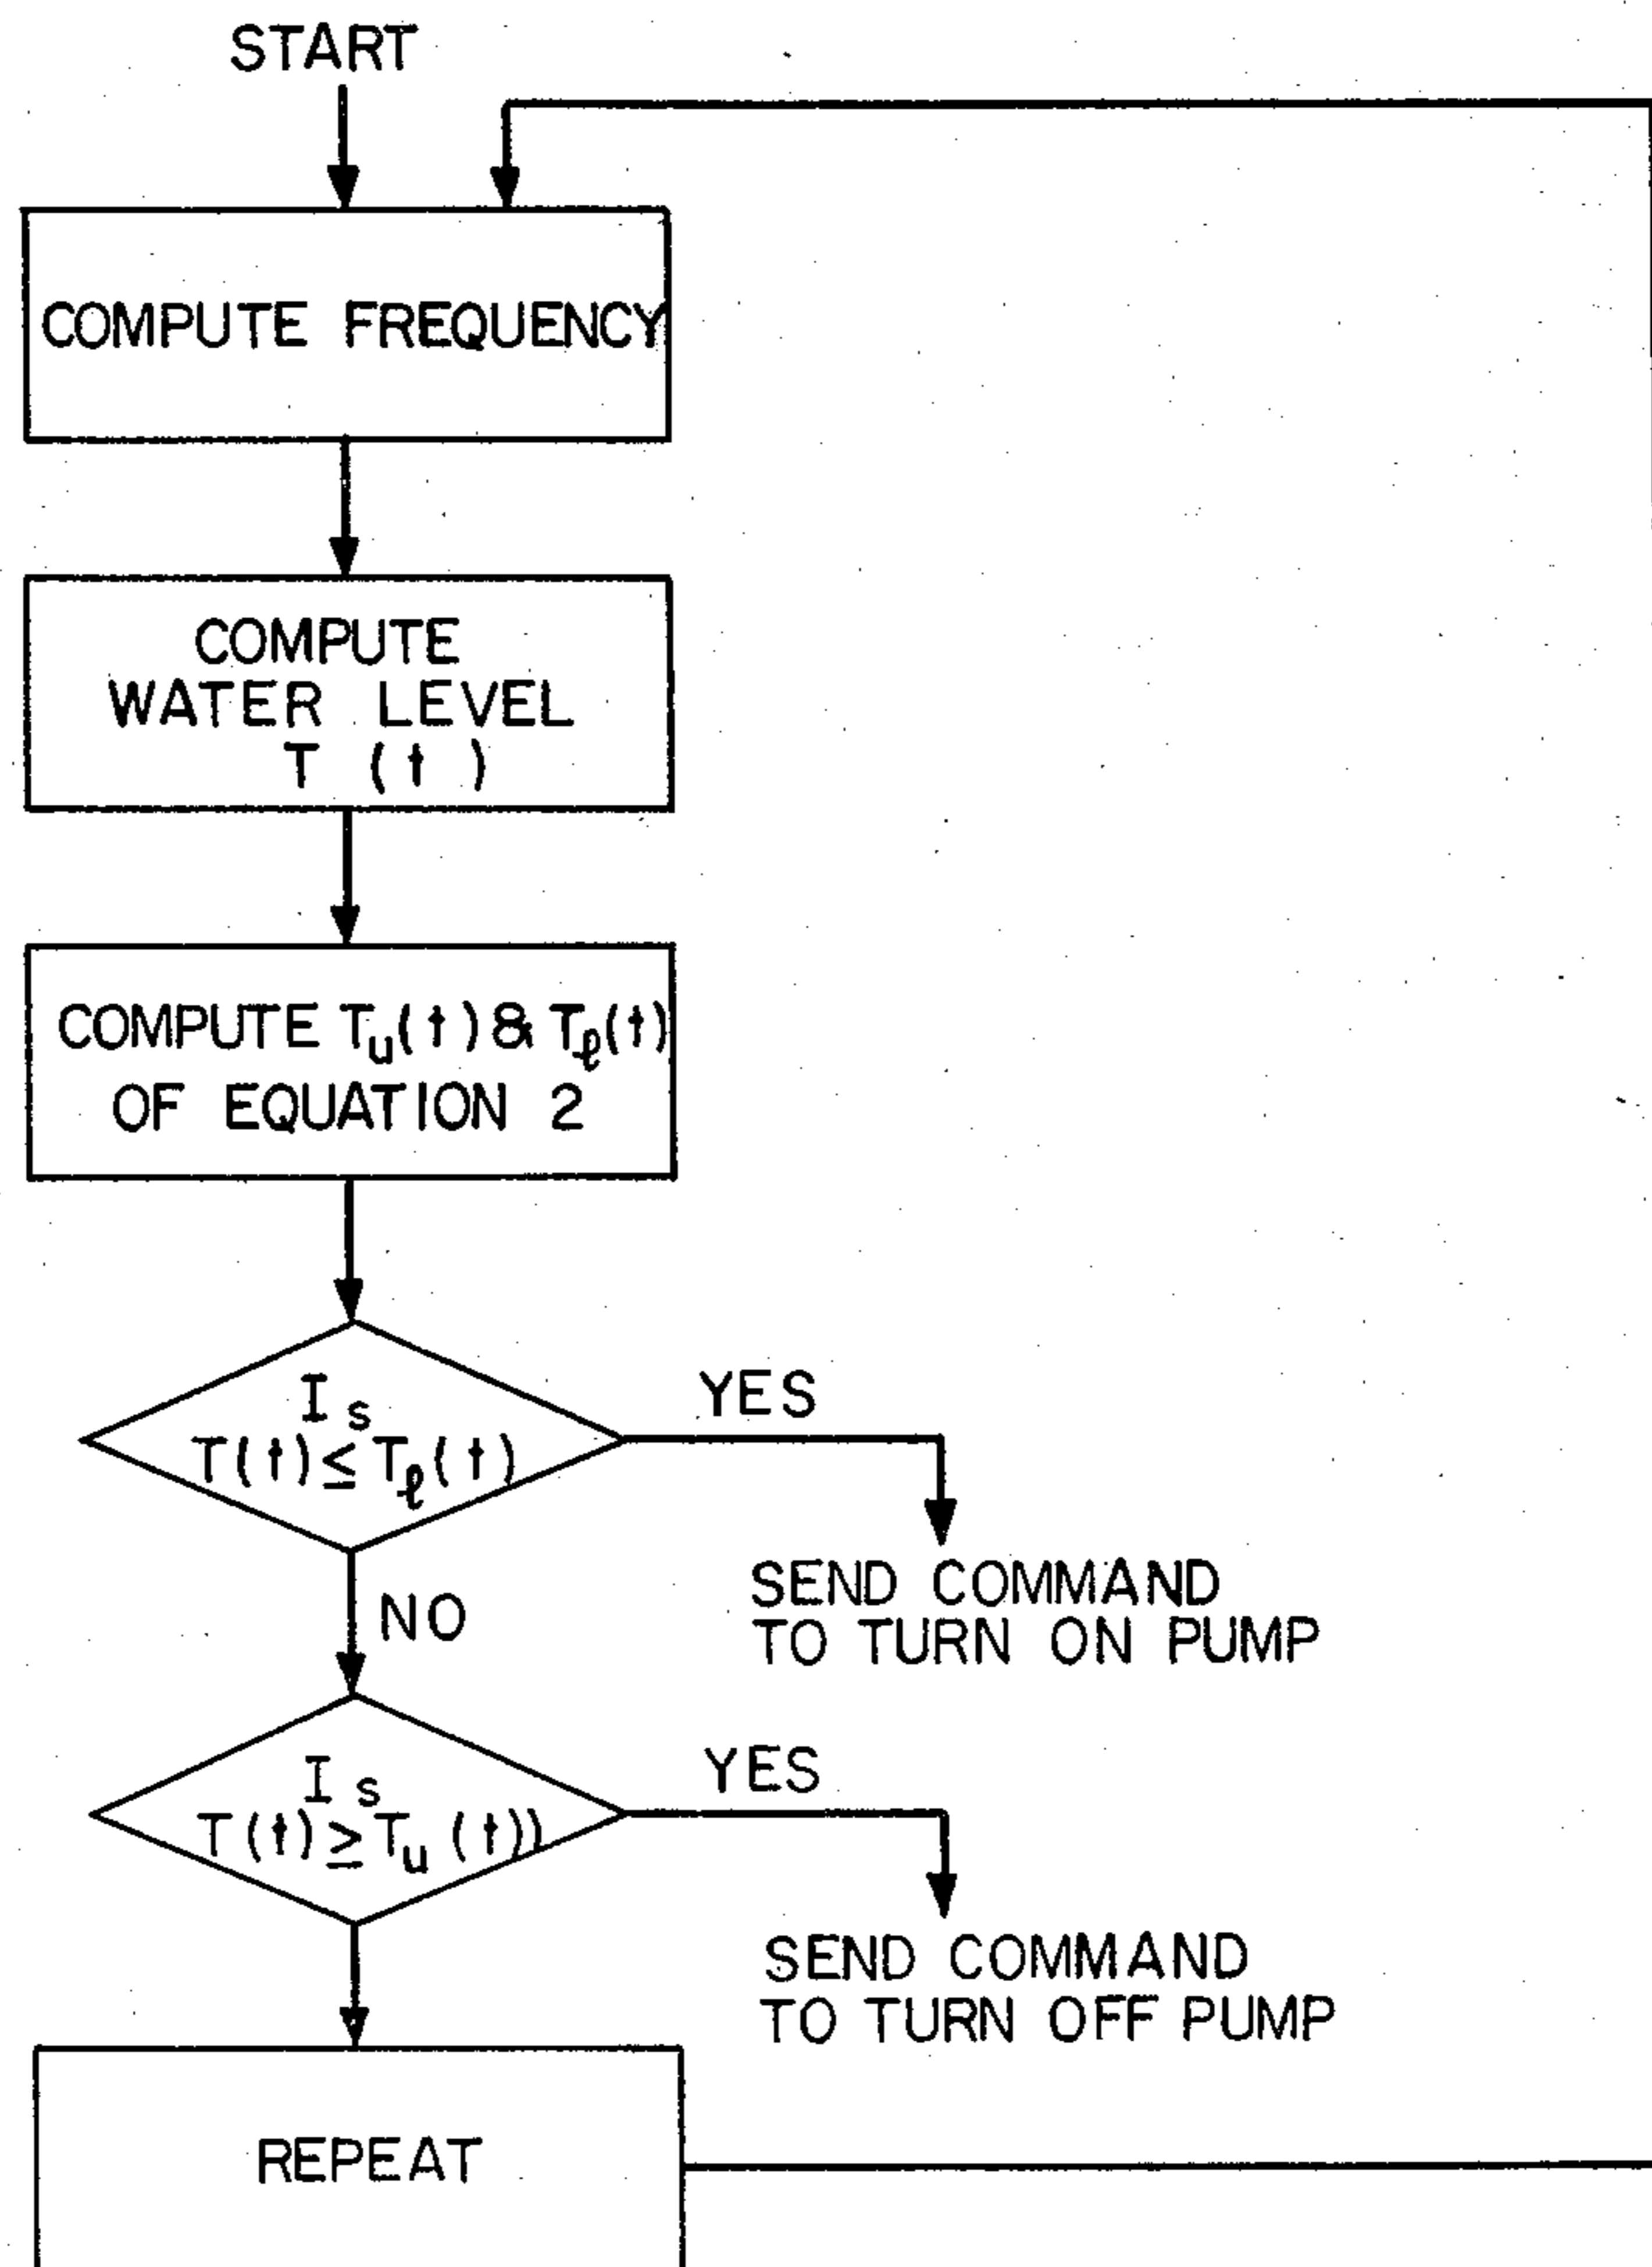 START
COMPUTE FREQUENCY
COMPUTE
WATER LEVEL
T (t)
COMPUTE Tu(t) & Tℓ(t)
OF EQUATION 2
Is
T(t) ≤ Tℓ(t)
YES
SEND COMMAND
TO TURN ON PUMP
NO
Is
T(t) ≥ Tu (t))
YES
SEND COMMAND
TO TURN OFF PUMP
REPEAT